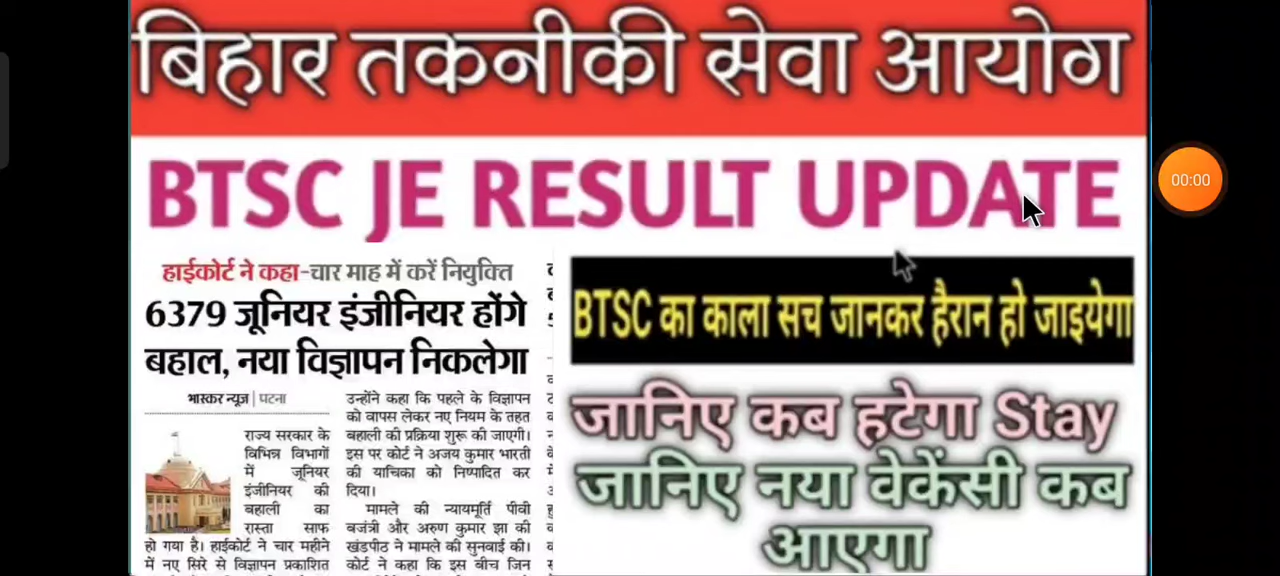 बिहार तकनीकी सेवा आयोग
BTSC JE RESULT UPDATE
00:00
हाईकोर्ट ने कहा-चार माह में करें नियुक्ति
6379 जूनियर इंजीनियर होंगे
बहाल, नया विज्ञापन निकलेगा
भास्कर न्यूज | पटना
राज्य सरकार के
विभिन्न विभागों
में जूनियर
इंजीनियर की
बहाली का
रास्ता साफ
हो गया है। हाईकोर्ट ने चार महीने
में नए सिरे से विज्ञापन प्रकाशित
उन्होंने कहा कि पहले के विज्ञापन
को वापस लेकर नए नियम के तहत
बहाली की प्रक्रिया शुरू की जाएगी।
इस पर कोर्ट ने अजय कुमार भारती
की याचिका को निष्पादित कर
दिया।
मामले की न्यायमूर्ति पीवी
बजंत्री और अरुण कुमार झा की
खंडपीठ ने मामले की सुनवाई की।
कोर्ट ने कहा कि इस बीच जिन
BTSC का काला सच जानकर हैरान हो जाइयेगा
जानिए कब हटेगा Stay
जानिए नया वेकेंसी कब
आएगा